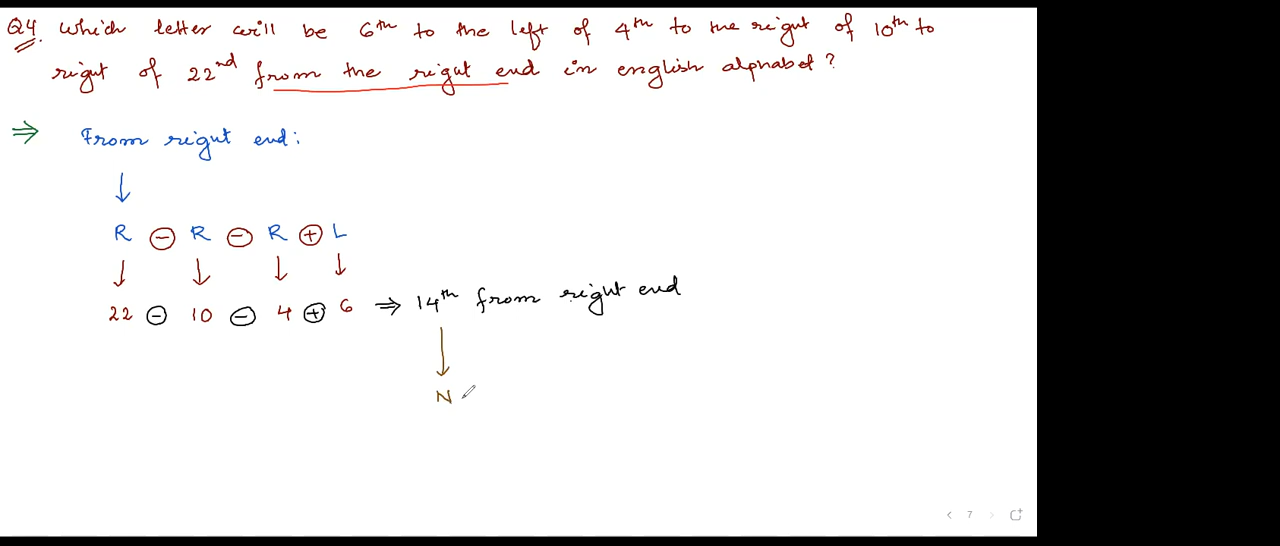 Q4. Which letter will be 6th to the left of 4th to the right of 10th to
right of 22nd from the right end in english alphabet?
⇒ From right end:
↓
R ⊖ R ⊖ R ⊕ L
↓ ↓ ↓ ↓
22 ⊖ 10 ⊖ 4 ⊕ 6 ⇒ 14th from right end
↓
N
7